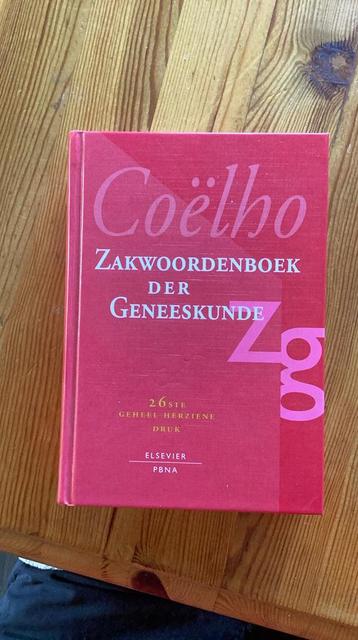 Coëlho
ZAKWOORDENBOEK
DER
GENEESKUNDE
Zg
26STE
GEHEEL HERZIENE
DRUK
ELSEVIER
PBNA